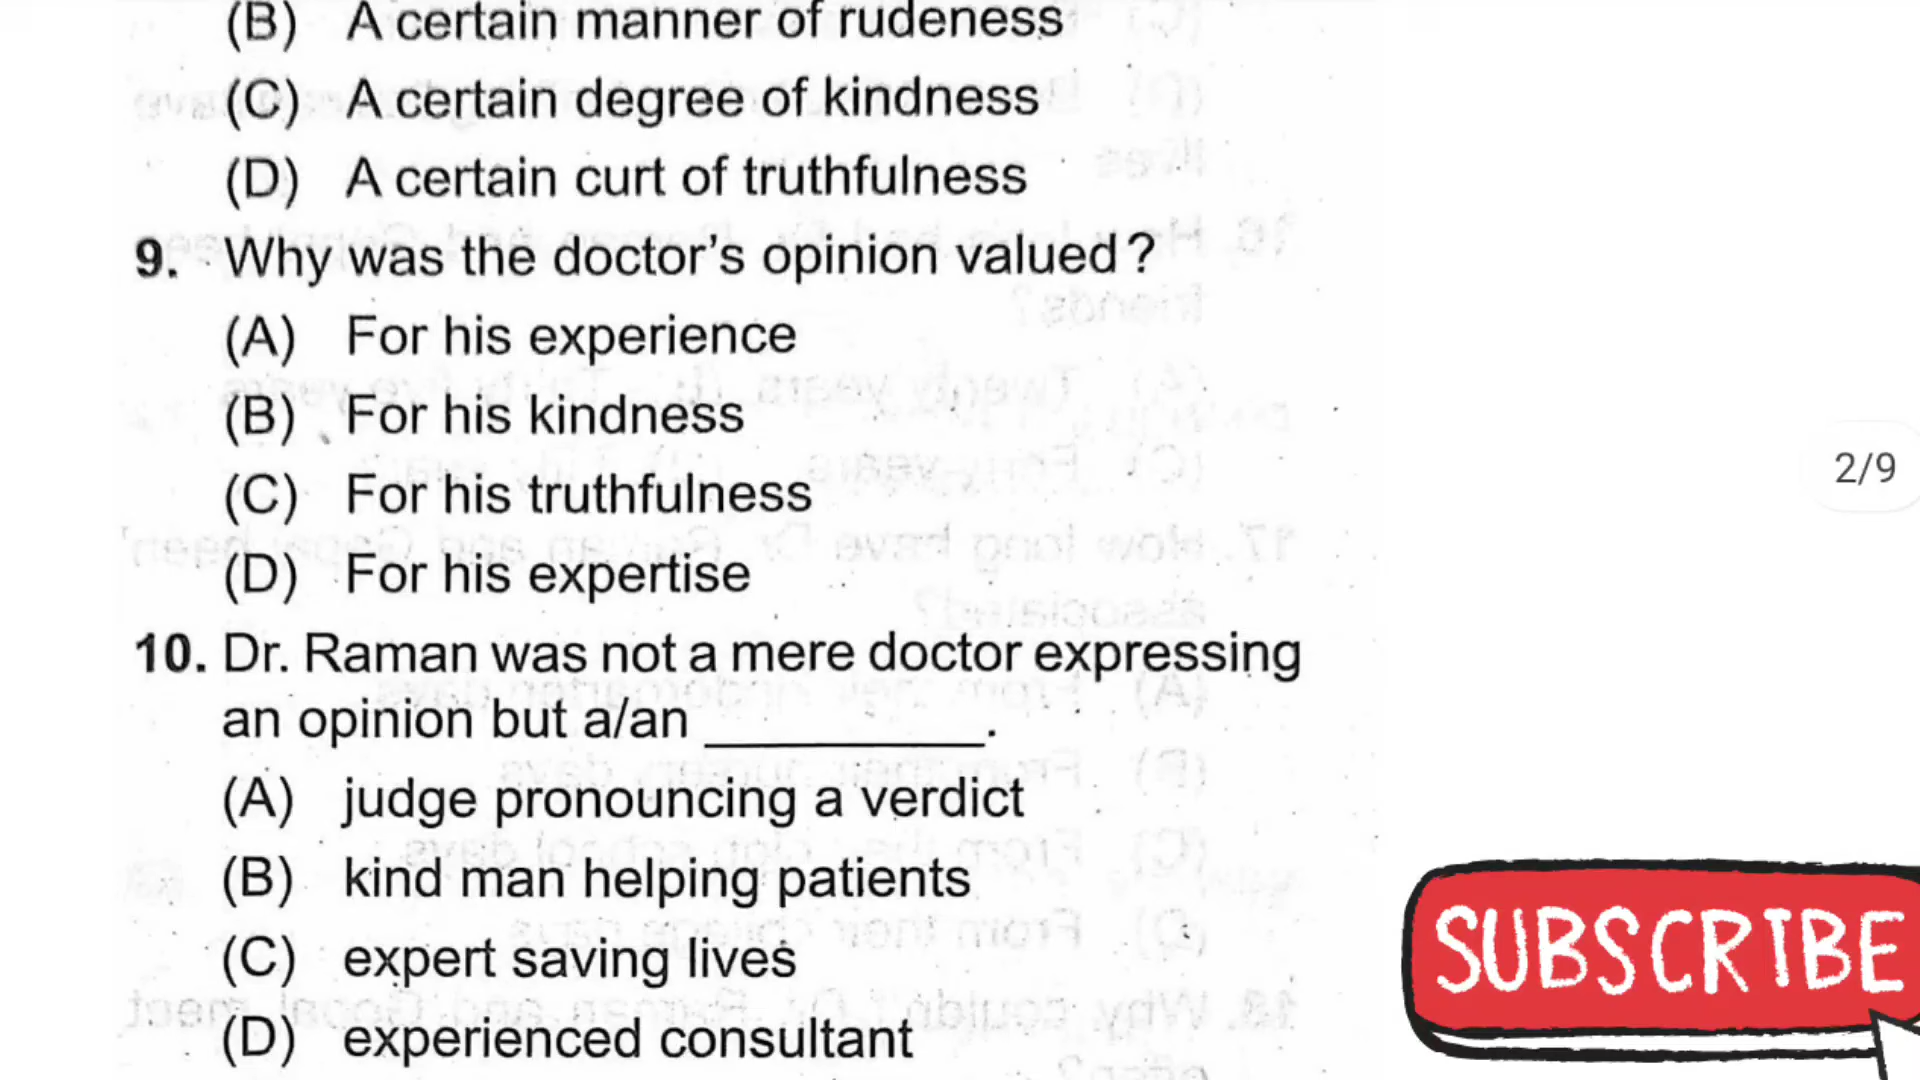 (B) A certain manner of rudeness
(C) A certain degree of kindness
(D) A certain curt of truthfulness
9. Why was the doctor's opinion valued?
(A) For his experience
(B) For his kindness
(C) For his truthfulness
(D) For his expertise
10. Dr. Raman was not a mere doctor expressing
an opinion but a/an __________.
(A) judge pronouncing a verdict
(B) kind man helping patients
(C) expert saving lives
(D) experienced consultant
2/9
SUBSCRIBE